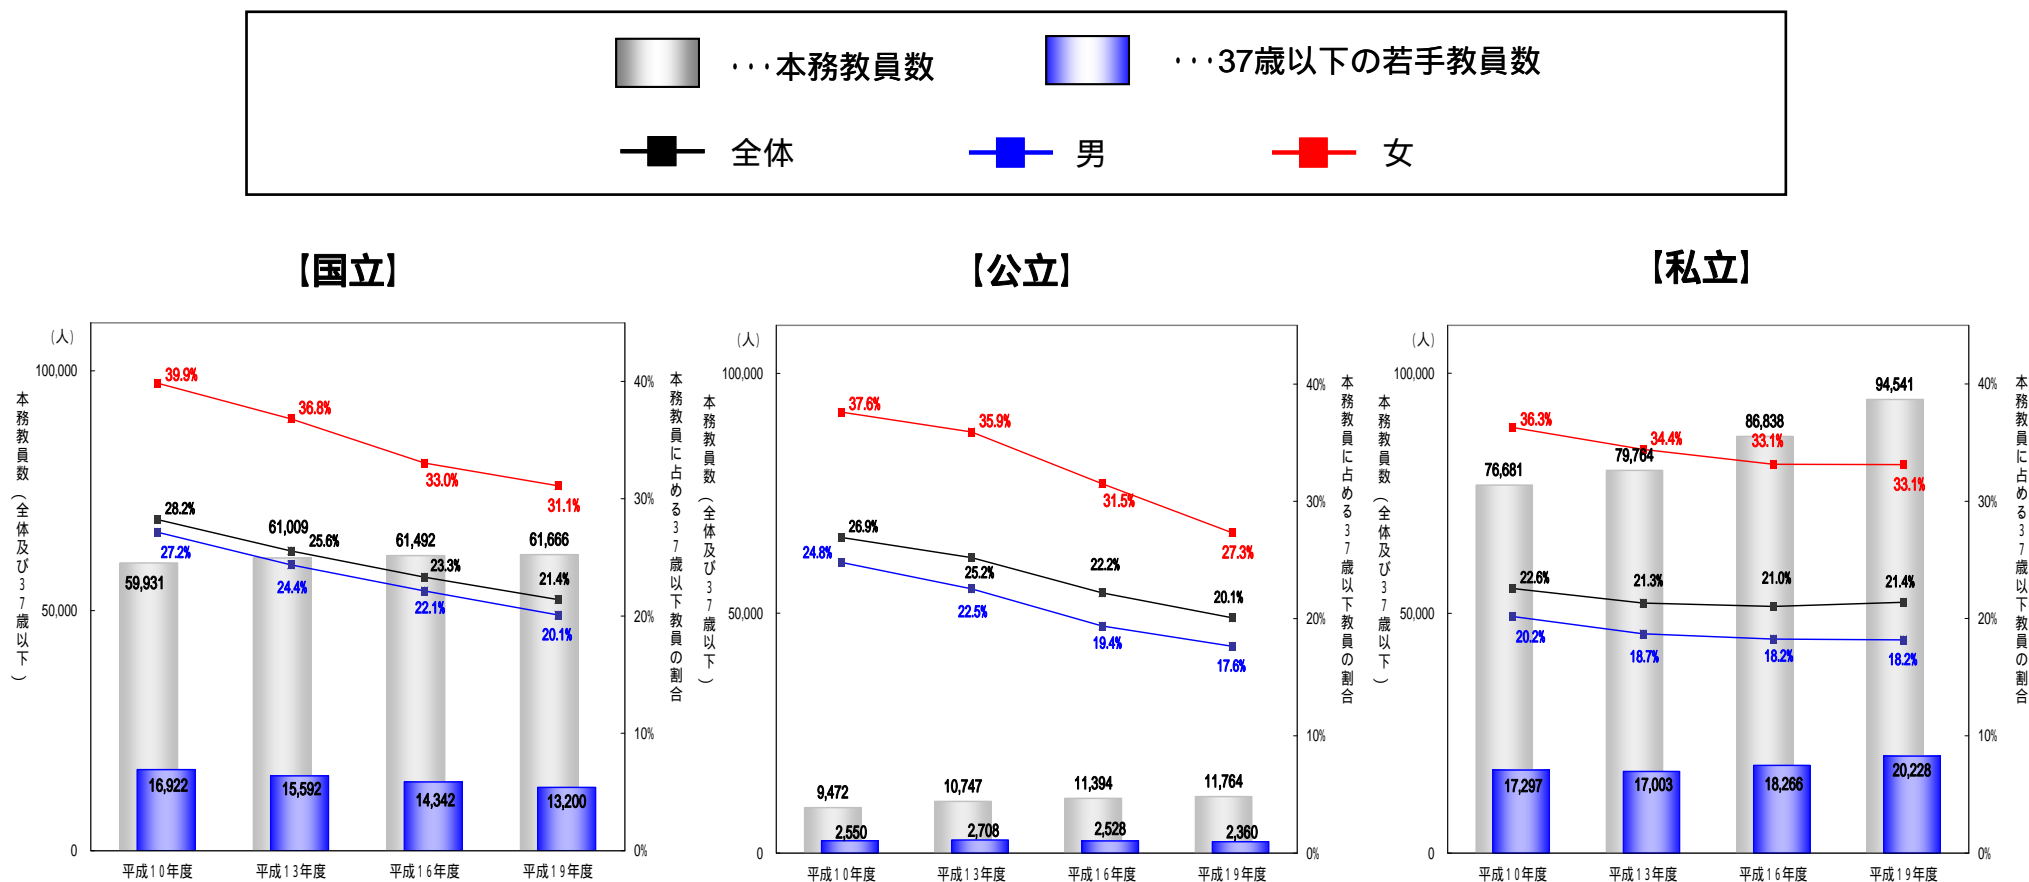 ･･･本務教員数
･･･37歳以下の若手教員数
全体
男
女
【国立】
（人）
100,000
50,000
0
本務教員数（全体及び３７歳以下）
39.9%
36.8%
33.0%
31.1%
28.2%
25.6%
23.3%
21.4%
27.2%
24.4%
22.1%
20.1%
59,931
61,009
61,492
61,666
16,922
15,592
14,342
13,200
40%
30%
20%
10%
0%
本務教員に占める３７歳以下教員の割合
平成１０年度
平成１３年度
平成１６年度
平成１９年度
【公立】
（人）
100,000
50,000
0
本務教員数（全体及び３７歳以下）
37.6%
35.9%
31.5%
27.3%
26.9%
25.2%
22.2%
20.1%
24.8%
22.5%
19.4%
17.6%
9,472
10,747
11,394
11,764
2,550
2,708
2,528
2,360
40%
30%
20%
10%
0%
本務教員に占める３７歳以下教員の割合
平成１０年度
平成１３年度
平成１６年度
平成１９年度
【私立】
（人）
100,000
50,000
0
本務教員数（全体及び３７歳以下）
36.3%
34.4%
33.1%
33.1%
22.6%
21.3%
21.0%
21.4%
20.2%
18.7%
18.2%
18.2%
76,681
79,764
86,838
94,541
17,297
17,003
18,266
20,228
40%
30%
20%
10%
0%
本務教員に占める３７歳以下教員の割合
平成１０年度
平成１３年度
平成１６年度
平成１９年度